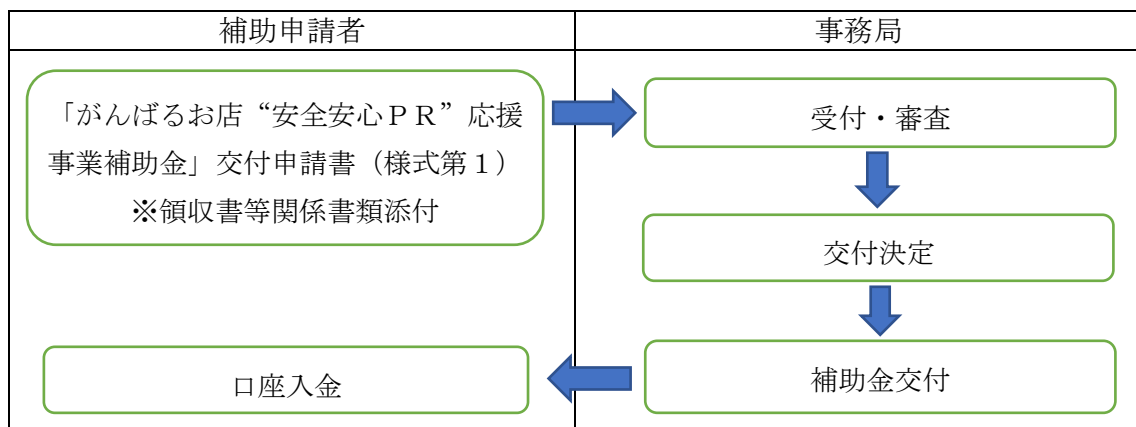 補助申請者
事務局
「がんばるお店“安全安心ＰＲ”応援
事業補助金」交付申請書（様式第１）
※領収書等関係書類添付
受付・審査
交付決定
補助金交付
口座入金